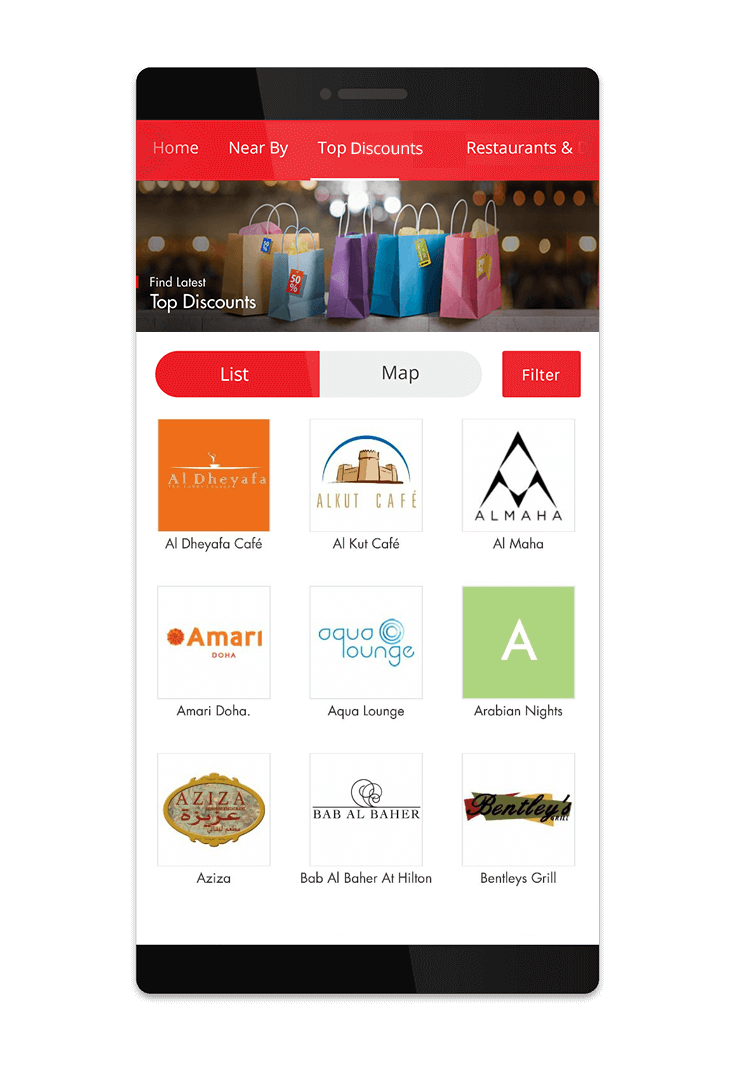 Home Near By Top Discounts Restaurants & D
50
%
Find Latest
Top Discounts
List Map Filter
Al Dheyafa
Al Dheyafa Café
ALKUT CAFÉ
Al Kut Café
ALMAHA
Al Maha
Amari
DOHA
Amari Doha.
aqua
lounge
Aqua Lounge
A
Arabian Nights
AZIZA
عزيزة
مطعم لبناني
Aziza
BAB AL BAHER
Bab Al Baher At Hilton
Bentley's
GRILL
Bentleys Grill